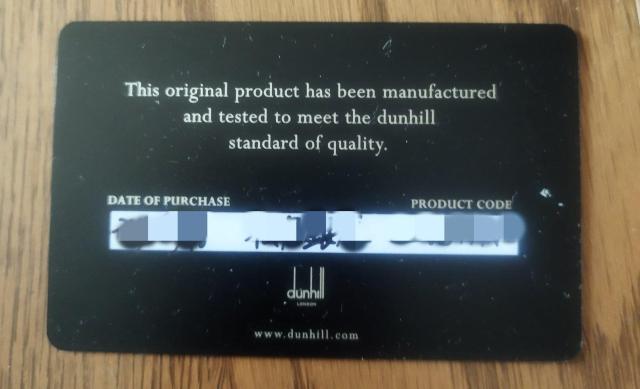 This original product has been manufactured
and tested to meet the dunhill
standard of quality.
DATE OF PURCHASE PRODUCT CODE
dunhill
LONDON
www.dunhill.com